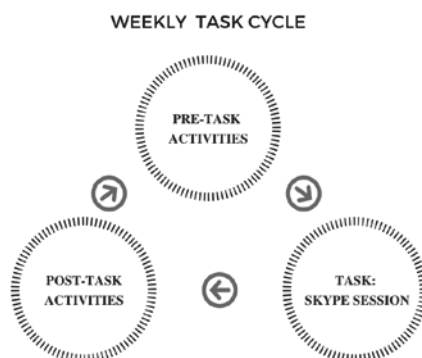 WEEKLY TASK CYCLE
PRE-TASK
ACTIVITIES
POST-TASK
ACTIVITIES
TASK:
SKYPE SESSION